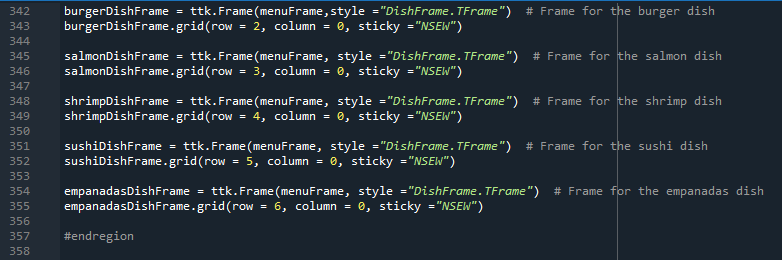 342 burgerDishFrame = ttk.Frame(menuFrame,style ="DishFrame.TFrame")  # Frame for the burger dish
343 burgerDishFrame.grid(row = 2, column = 0, sticky ="NSEW")
344
345 salmonDishFrame = ttk.Frame(menuFrame, style ="DishFrame.TFrame")  # Frame for the salmon dish
346 salmonDishFrame.grid(row = 3, column = 0, sticky ="NSEW")
347
348 shrimpDishFrame = ttk.Frame(menuFrame, style ="DishFrame.TFrame")  # Frame for the shrimp dish
349 shrimpDishFrame.grid(row = 4, column = 0, sticky ="NSEW")
350
351 sushiDishFrame = ttk.Frame(menuFrame, style ="DishFrame.TFrame")  # Frame for the sushi dish
352 sushiDishFrame.grid(row = 5, column = 0, sticky ="NSEW")
353
354 empanadasDishFrame = ttk.Frame(menuFrame, style ="DishFrame.TFrame")  # Frame for the empanadas dish
355 empanadasDishFrame.grid(row = 6, column = 0, sticky ="NSEW")
356
357 #endregion
358